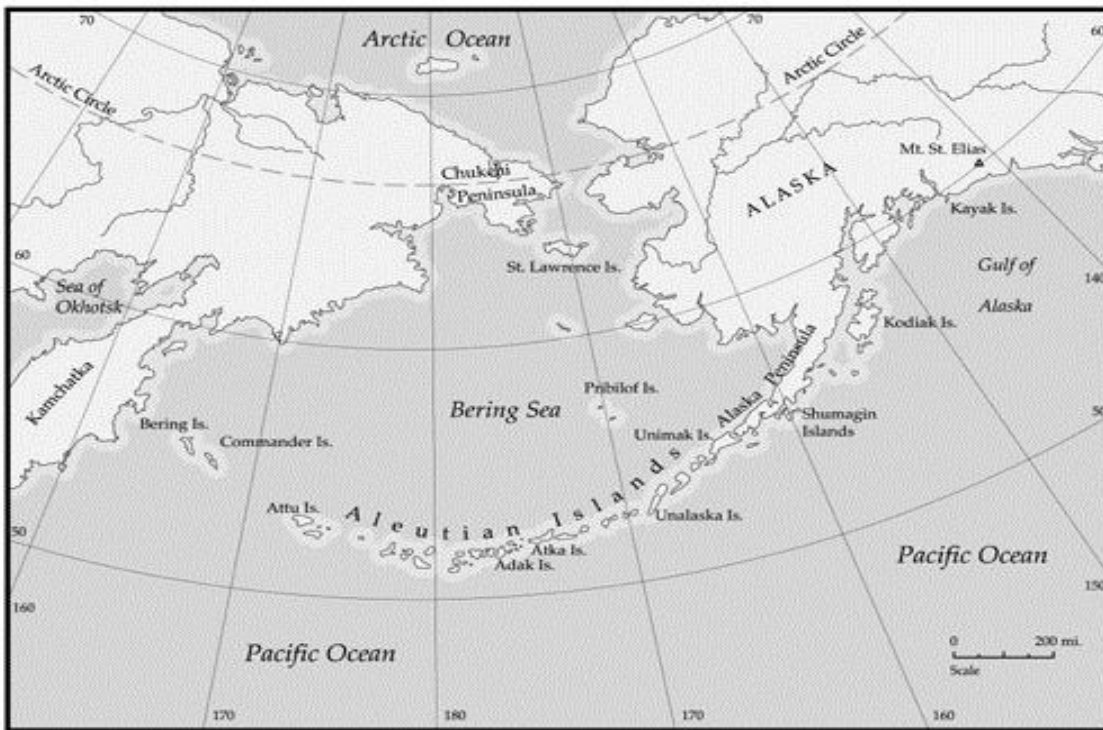 70
Arctic Ocean
70
60
Arctic Circle
Arctic Circle
Mt. St. Elias
Chukchi
Peninsula
ALASKA
Kayak Is.
60
St. Lawrence Is.
Gulf of
Alaska
140
Sea of
Okhotsk
Kodiak Is.
Kamchatka
Bering Sea
Pribilof Is.
Alaska Peninsula
Bering Is.
Commander Is.
Unimak Is.
Shumagin
Islands
50
Attu Is.
Aleutian Islands
Unalaska Is.
50
Atka Is.
Adak Is.
Pacific Ocean
150
160
Pacific Ocean
0 200 mi.
Scale
170
180
170
160